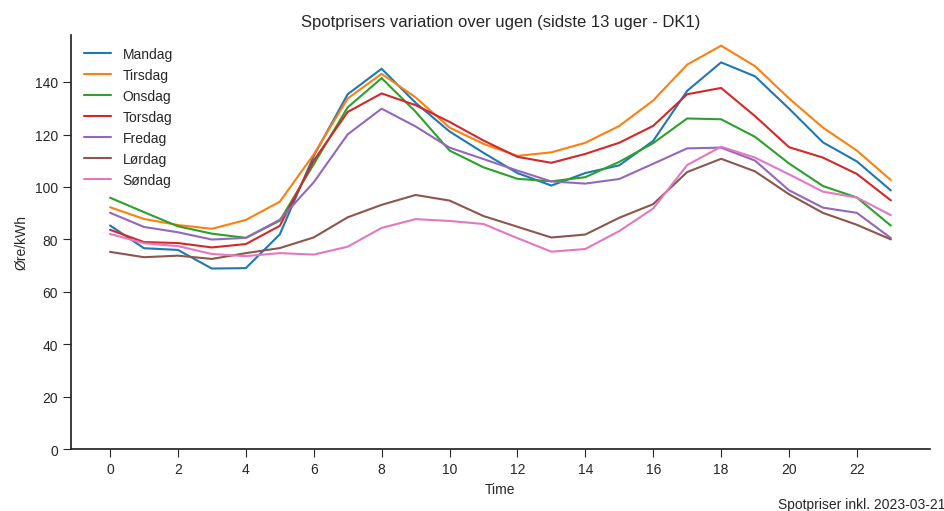 Spotprisers variation over ugen (sidste 13 uger - DK1)
Mandag
Tirsdag
Onsdag
Torsdag
Fredag
Lørdag
Søndag
Øre/kWh
140
120
100
80
60
40
20
0
0 2 4 6 8 10 12 14 16 18 20 22
Time
Spotpriser inkl. 2023-03-21